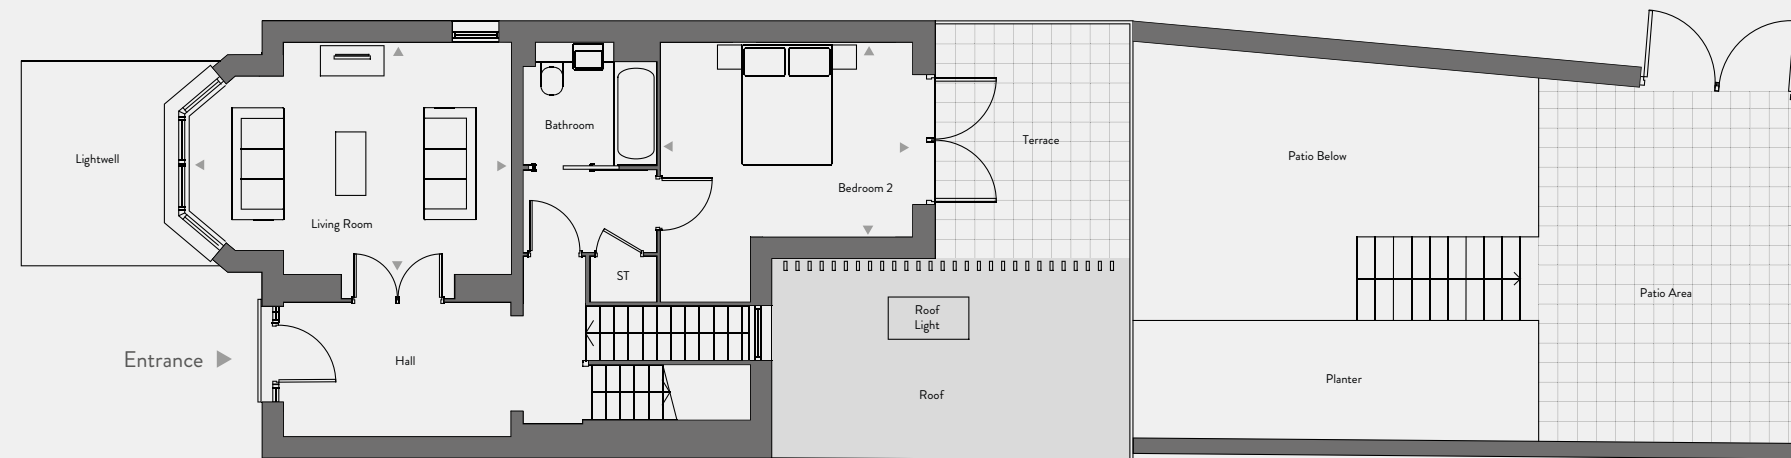 Bathroom
Terrace
Lightwell
Patio Below
Bedroom 2
Living Room
ST
Patio Area
Roof
Light
Entrance
Hall
Planter
Roof